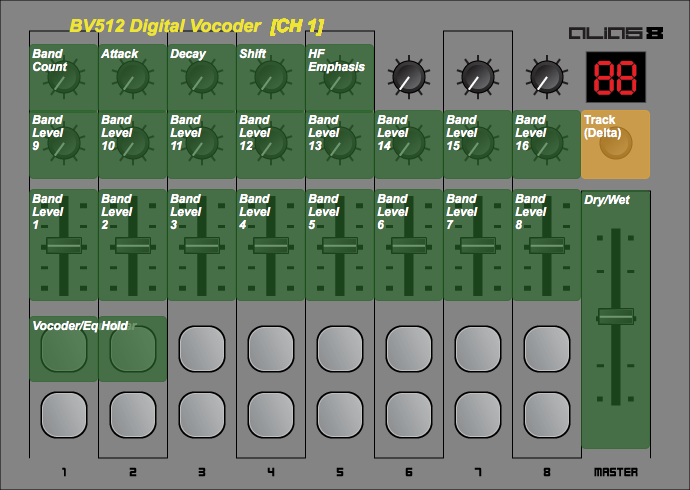 BV512 Digital Vocoder [CH 1]
ALIAS 8
Band Count
Attack
Decay
Shift
HF Emphasis
88
Band Level 9
Band Level 10
Band Level 11
Band Level 12
Band Level 13
Band Level 14
Band Level 15
Band Level 16
Track (Delta)
Band Level 1
Band Level 2
Band Level 3
Band Level 4
Band Level 5
Band Level 6
Band Level 7
Band Level 8
Dry/Wet
Vocoder/Eq
Hold
1 2 3 4 5 6 7 8 MASTER